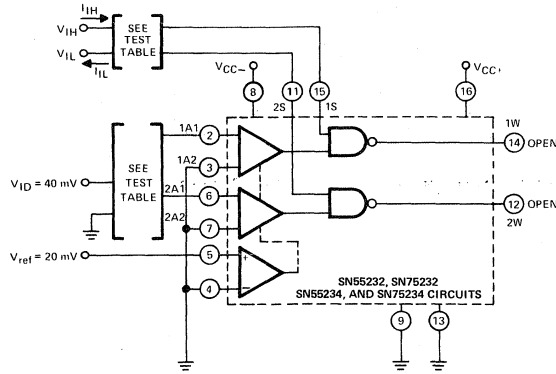 I_IH
V_IH
V_IL
I_IL
SEE
TEST
TABLE
V_CC–
8
11
2S
15
1S
V_CC+
16
1A1
2
1A2
3
2A1
6
2A2
7
SEE
TEST
TABLE
V_ID = 40 mV
V_ref = 20 mV
5
+
4
–
1W
14
OPEN
12
OPEN
2W
SN55232, SN75232
SN55234, AND SN75234 CIRCUITS
9
13